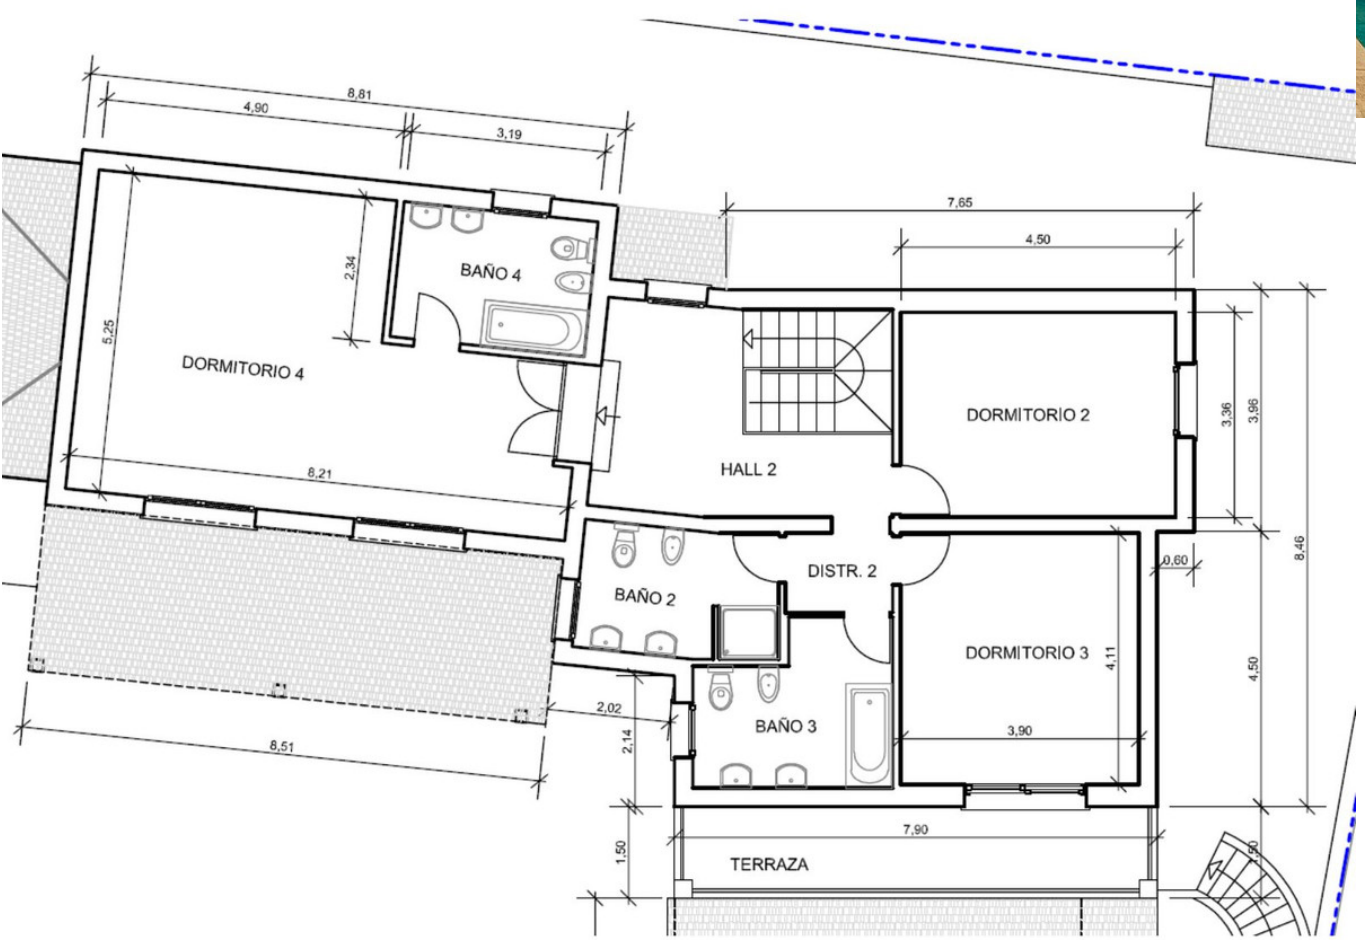 8,81
4,90
3,19
7,65
4,50
2,34
BAÑO 4
5,25
DORMITORIO 4
3,36
3,96
DORMITORIO 2
HALL 2
8,21
8,46
0,60
DISTR. 2
BAÑO 2
DORMITORIO 3
4,11
4,50
2,02
2,14
BAÑO 3
3,90
8,51
7,90
1,50
TERRAZA
1,50